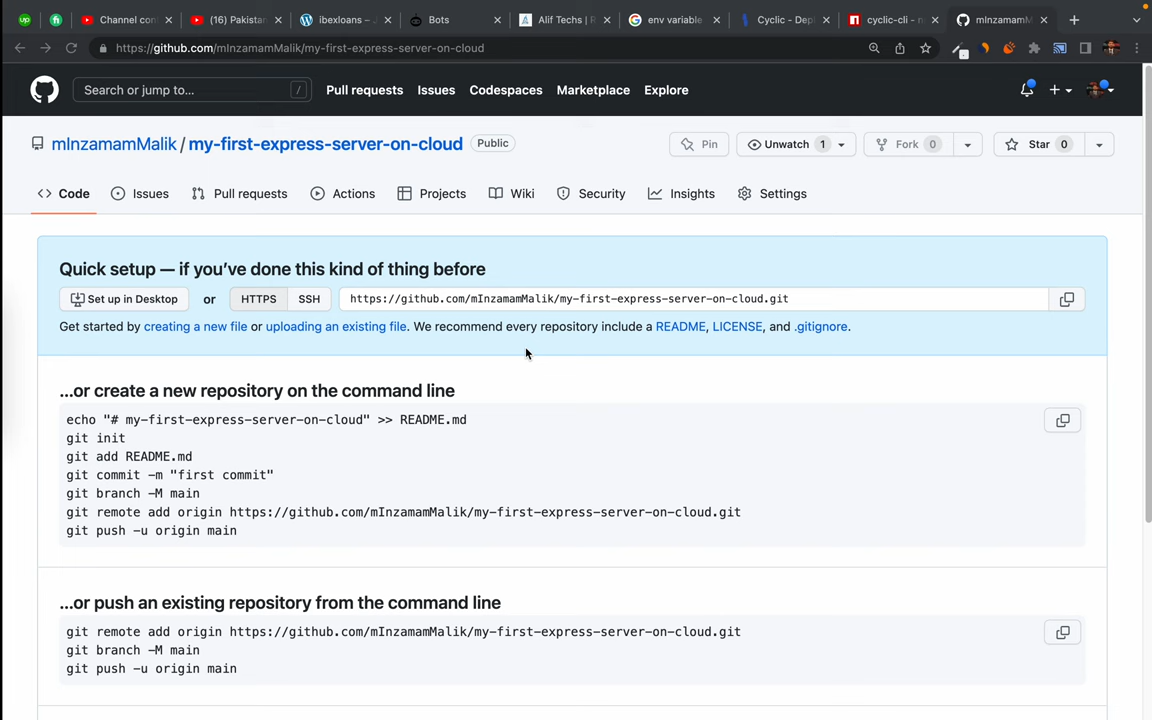 Channel con
(16) Pakistan
ibexloans – J
Bots
Alif Techs | R
env variable
Cyclic - Dep
cyclic-cli - n
mInzamamM
https://github.com/mInzamamMalik/my-first-express-server-on-cloud
Search or jump to...
/
Pull requests
Issues
Codespaces
Marketplace
Explore
mInzamamMalik / my-first-express-server-on-cloud
Public
Pin
Unwatch 1
Fork 0
Star 0
Code
Issues
Pull requests
Actions
Projects
Wiki
Security
Insights
Settings
Quick setup — if you've done this kind of thing before
Set up in Desktop
or
HTTPS
SSH
https://github.com/mInzamamMalik/my-first-express-server-on-cloud.git
Get started by creating a new file or uploading an existing file. We recommend every repository include a README, LICENSE, and .gitignore.
...or create a new repository on the command line
echo "# my-first-express-server-on-cloud" >> README.md
git init
git add README.md
git commit -m "first commit"
git branch -M main
git remote add origin https://github.com/mInzamamMalik/my-first-express-server-on-cloud.git
git push -u origin main
...or push an existing repository from the command line
git remote add origin https://github.com/mInzamamMalik/my-first-express-server-on-cloud.git
git branch -M main
git push -u origin main